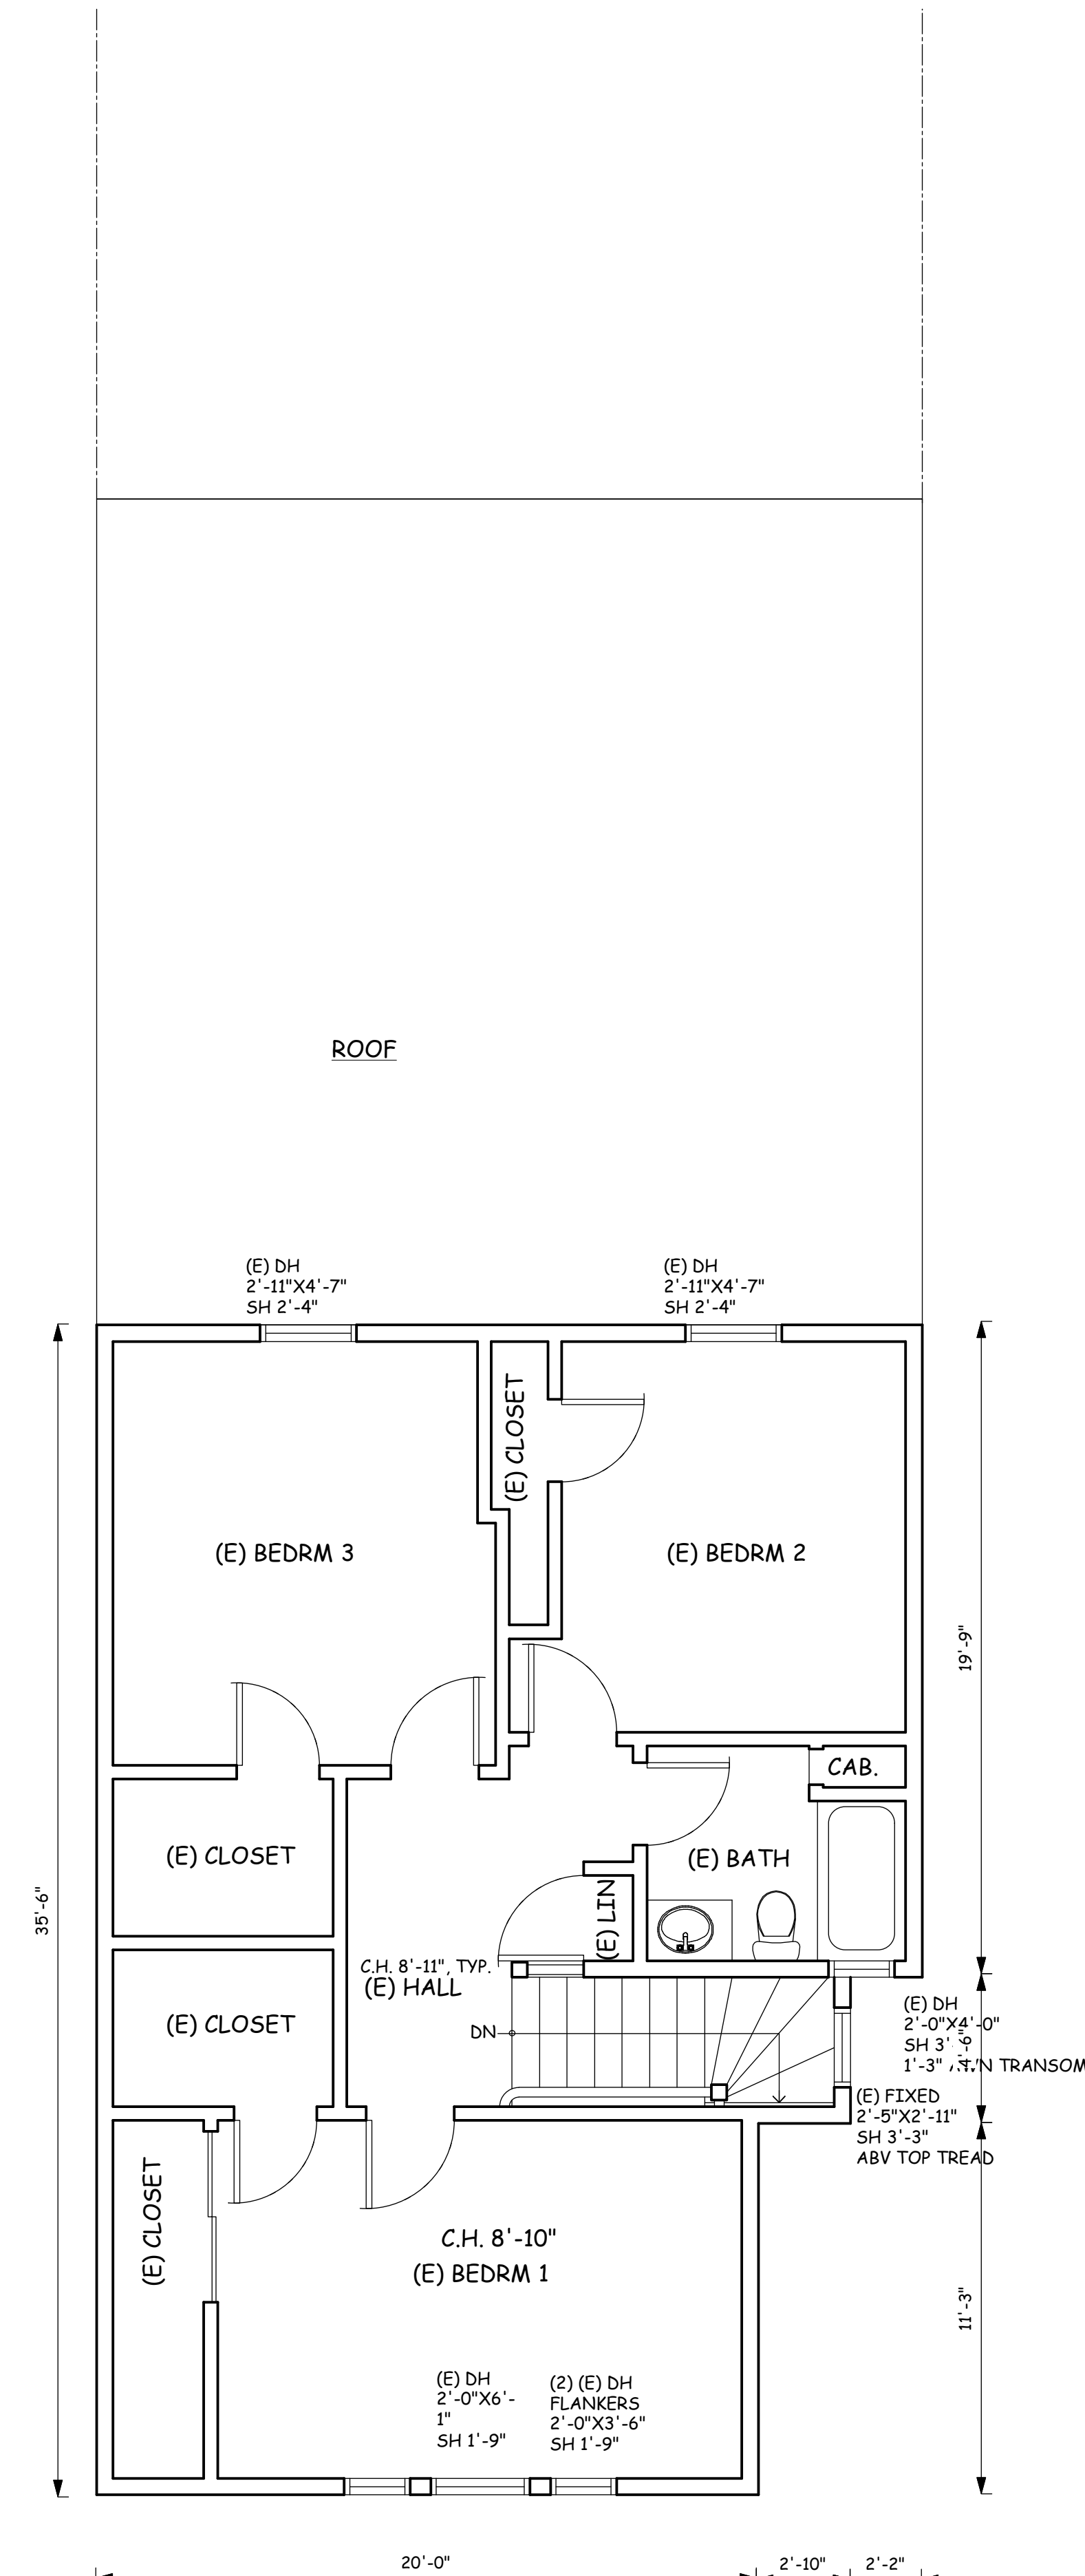 ROOF
(E) DH
2'-11"X4'-7"
SH 2'-4"
(E) DH
2'-11"X4'-7"
SH 2'-4"
(E) CLOSET
(E) BEDRM 3
(E) BEDRM 2
19'-9"
CAB.
(E) CLOSET
(E) BATH
35'-6"
(E) LIN
C.H. 8'-11", TYP.
(E) HALL
(E) CLOSET
DN
(E) DH
2'-0"X4'-0"
SH 3'-
1'-3" TRANSOM
4'-6"
(E) FIXED
2'-5"X2'-11"
SH 3'-3"
ABV TOP TREAD
(E) CLOSET
C.H. 8'-10"
(E) BEDRM 1
11'-3"
(E) DH
2'-0"X6'-
1"
SH 1'-9"
(2) (E) DH
FLANKERS
2'-0"X3'-6"
SH 1'-9"
20'-0"
2'-10"
2'-2"